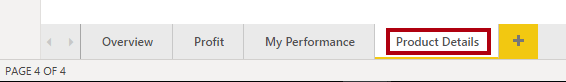 Overview Profit My Performance Product Details +
PAGE 4 OF 4